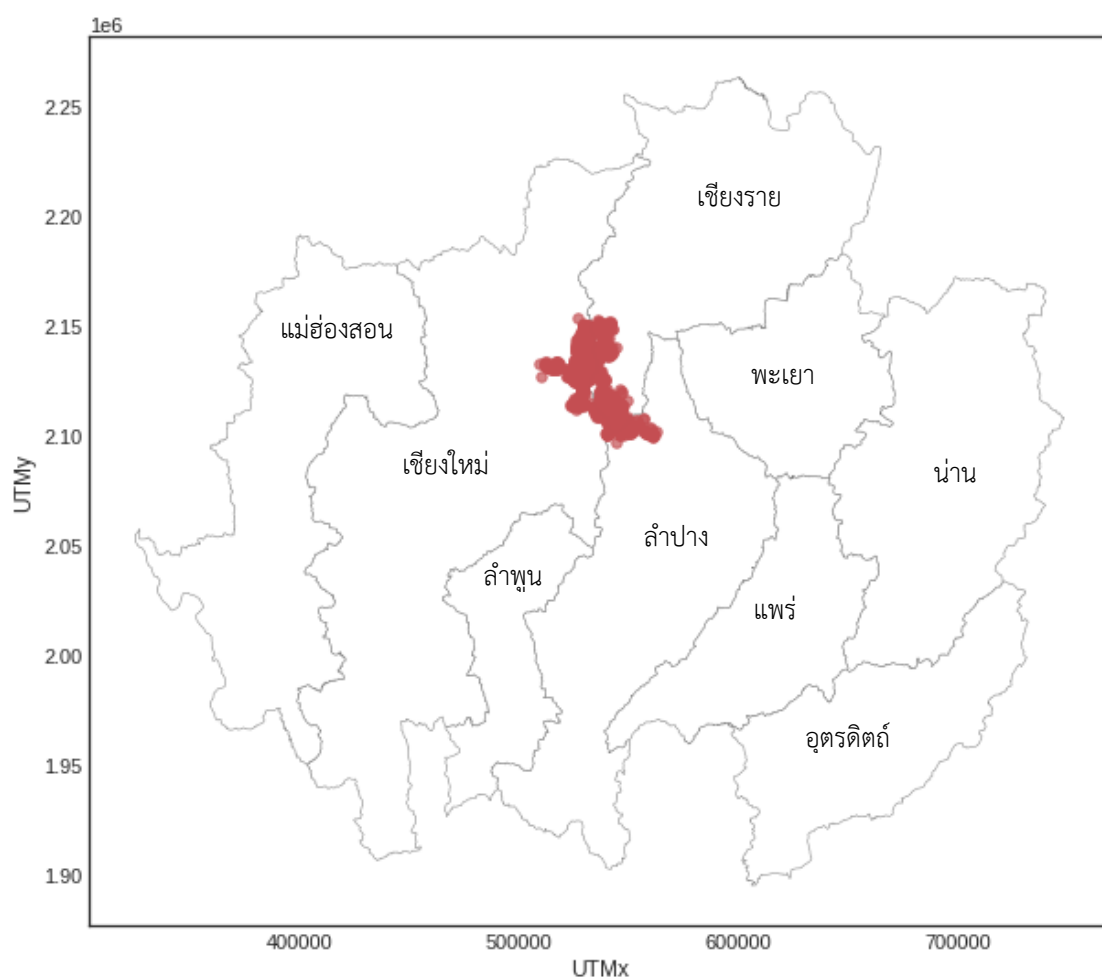 1e6
2.25
2.20
2.15
2.10
2.05
2.00
1.95
1.90
UTMy
เชียงราย
แม่ฮ่องสอน
พะเยา
เชียงใหม่
น่าน
ลำปาง
ลำพูน
แพร่
อุตรดิตถ์
400000 500000 600000 700000
UTMx